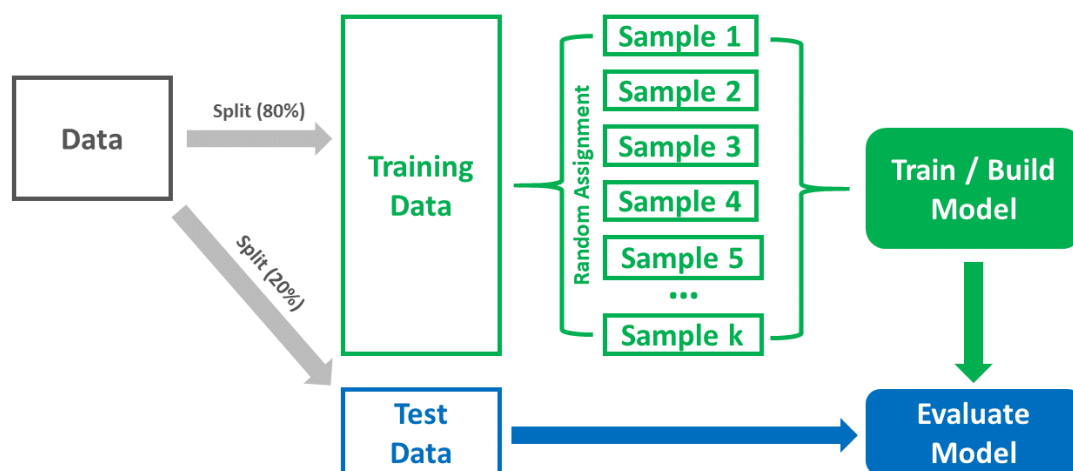 Data
Split (80%)
Split (20%)
Training
Data
Random Assignment
Sample 1
Sample 2
Sample 3
Sample 4
Sample 5
...
Sample k
Train / Build
Model
Test
Data
Evaluate
Model